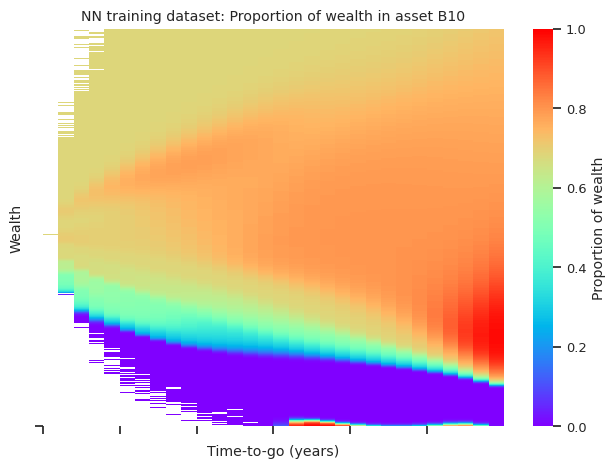 NN training dataset: Proportion of wealth in asset B10
Wealth
Time-to-go (years)
1.0
0.8
0.6
0.4
0.2
0.0
Proportion of wealth